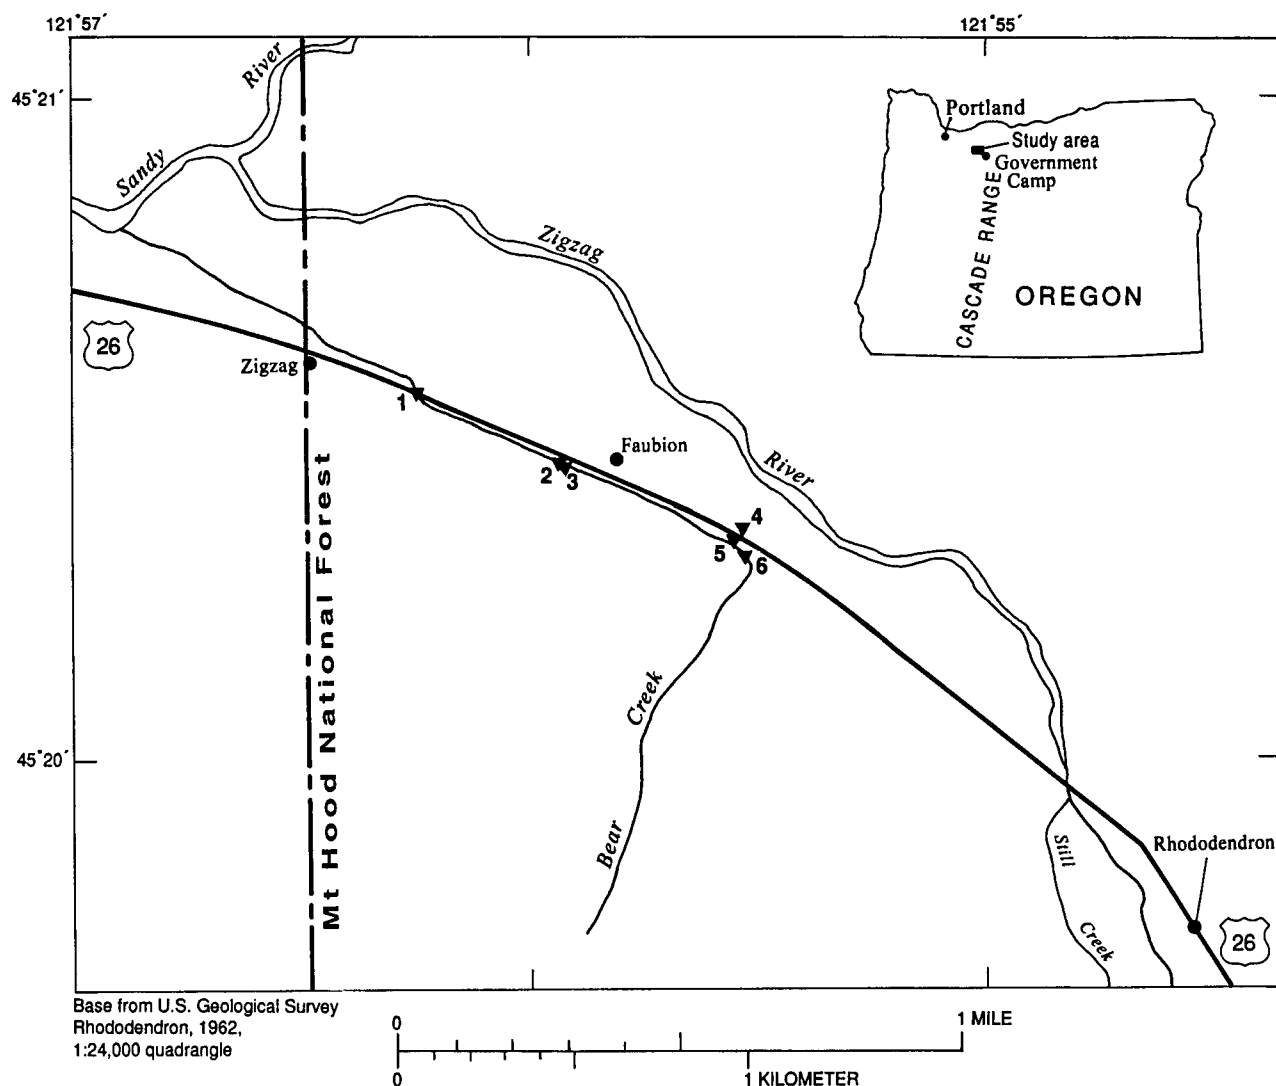 121°57′
121°55′
45°21′
River
Sandy
Portland
Study area
Government
Camp
CASCADE RANGE
OREGON
Zigzag
26
Zigzag
1
Faubion
2
3
River
4
5
6
Mt Hood National Forest
Creek
Bear
45°20′
Still
Creek
Rhododendron
26
Base from U.S. Geological Survey
Rhododendron, 1962,
1:24,000 quadrangle
0
1 MILE
0
1 KILOMETER